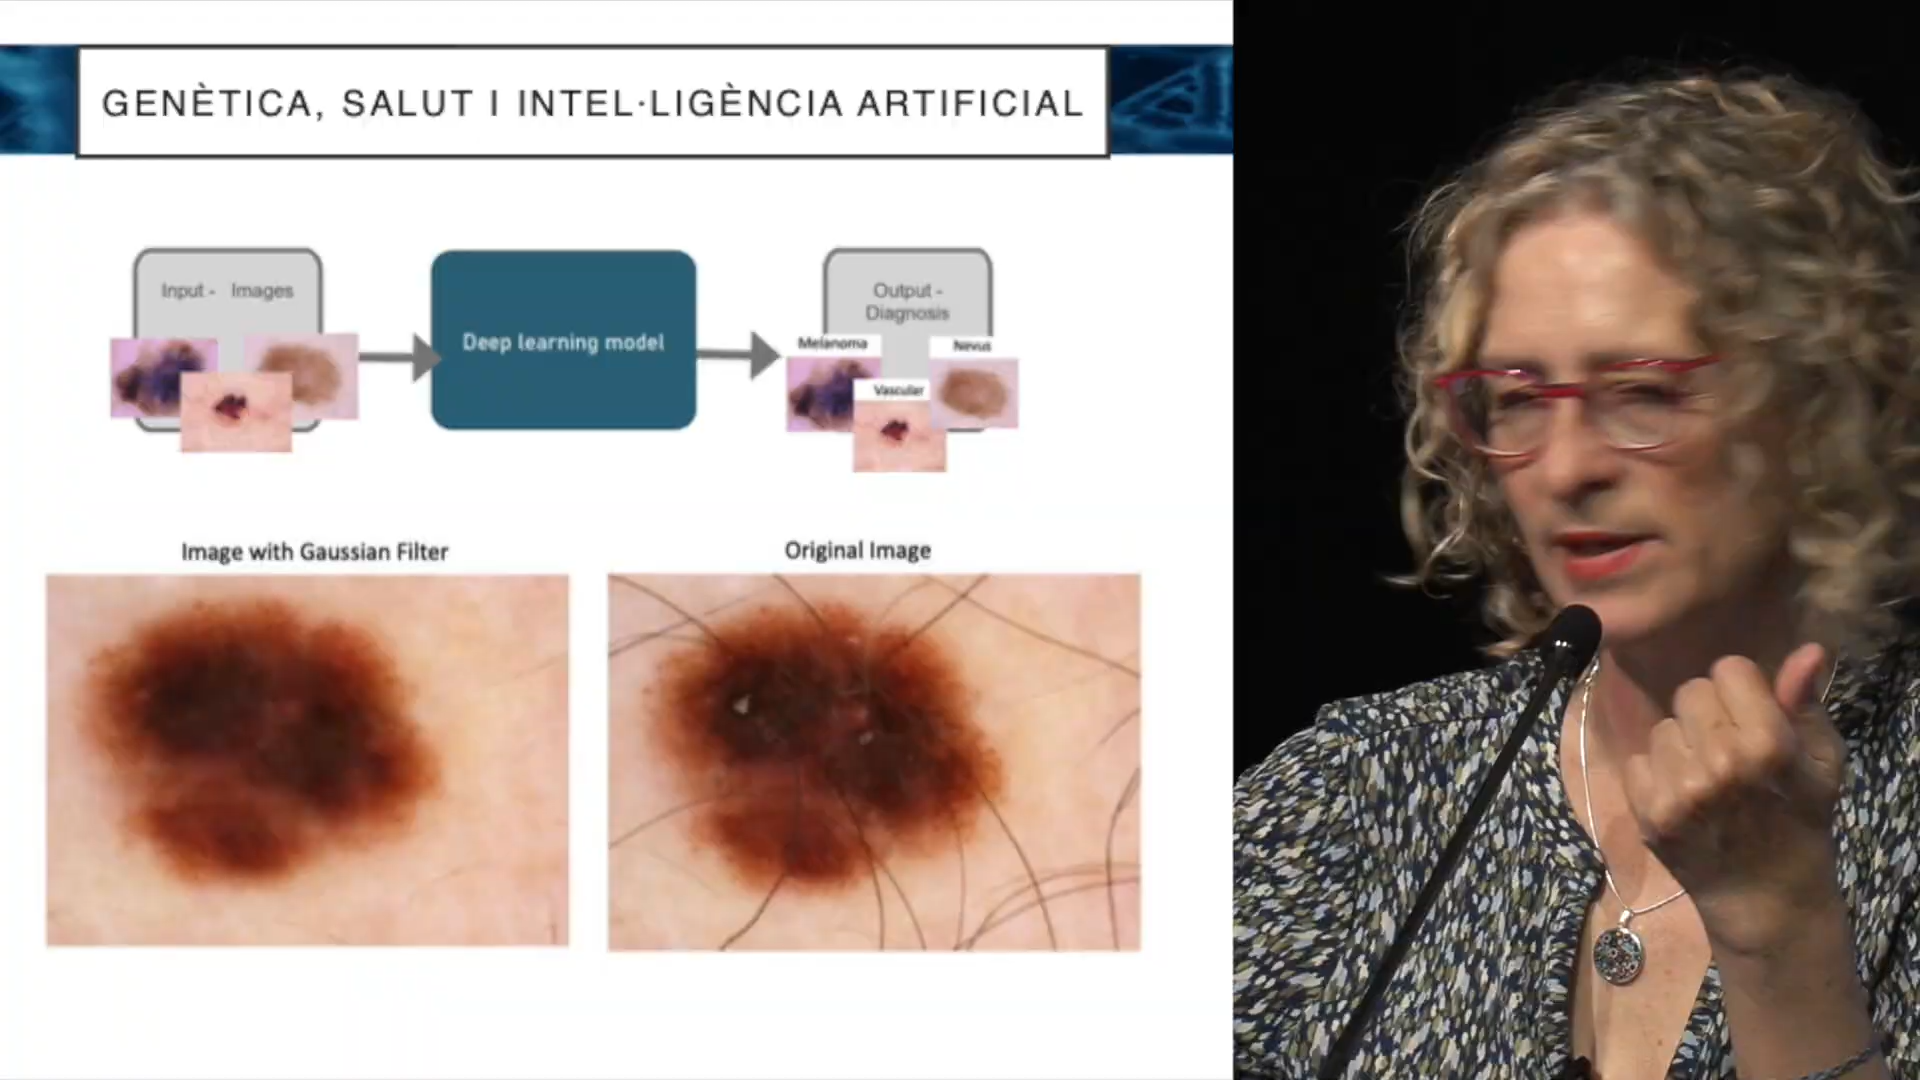 GENÈTICA, SALUT I INTEL·LIGÈNCIA ARTIFICIAL
Input - Images
Deep learning model
Output -
Diagnosis
Melanoma
Nevus
Vascular
Image with Gaussian Filter
Original Image